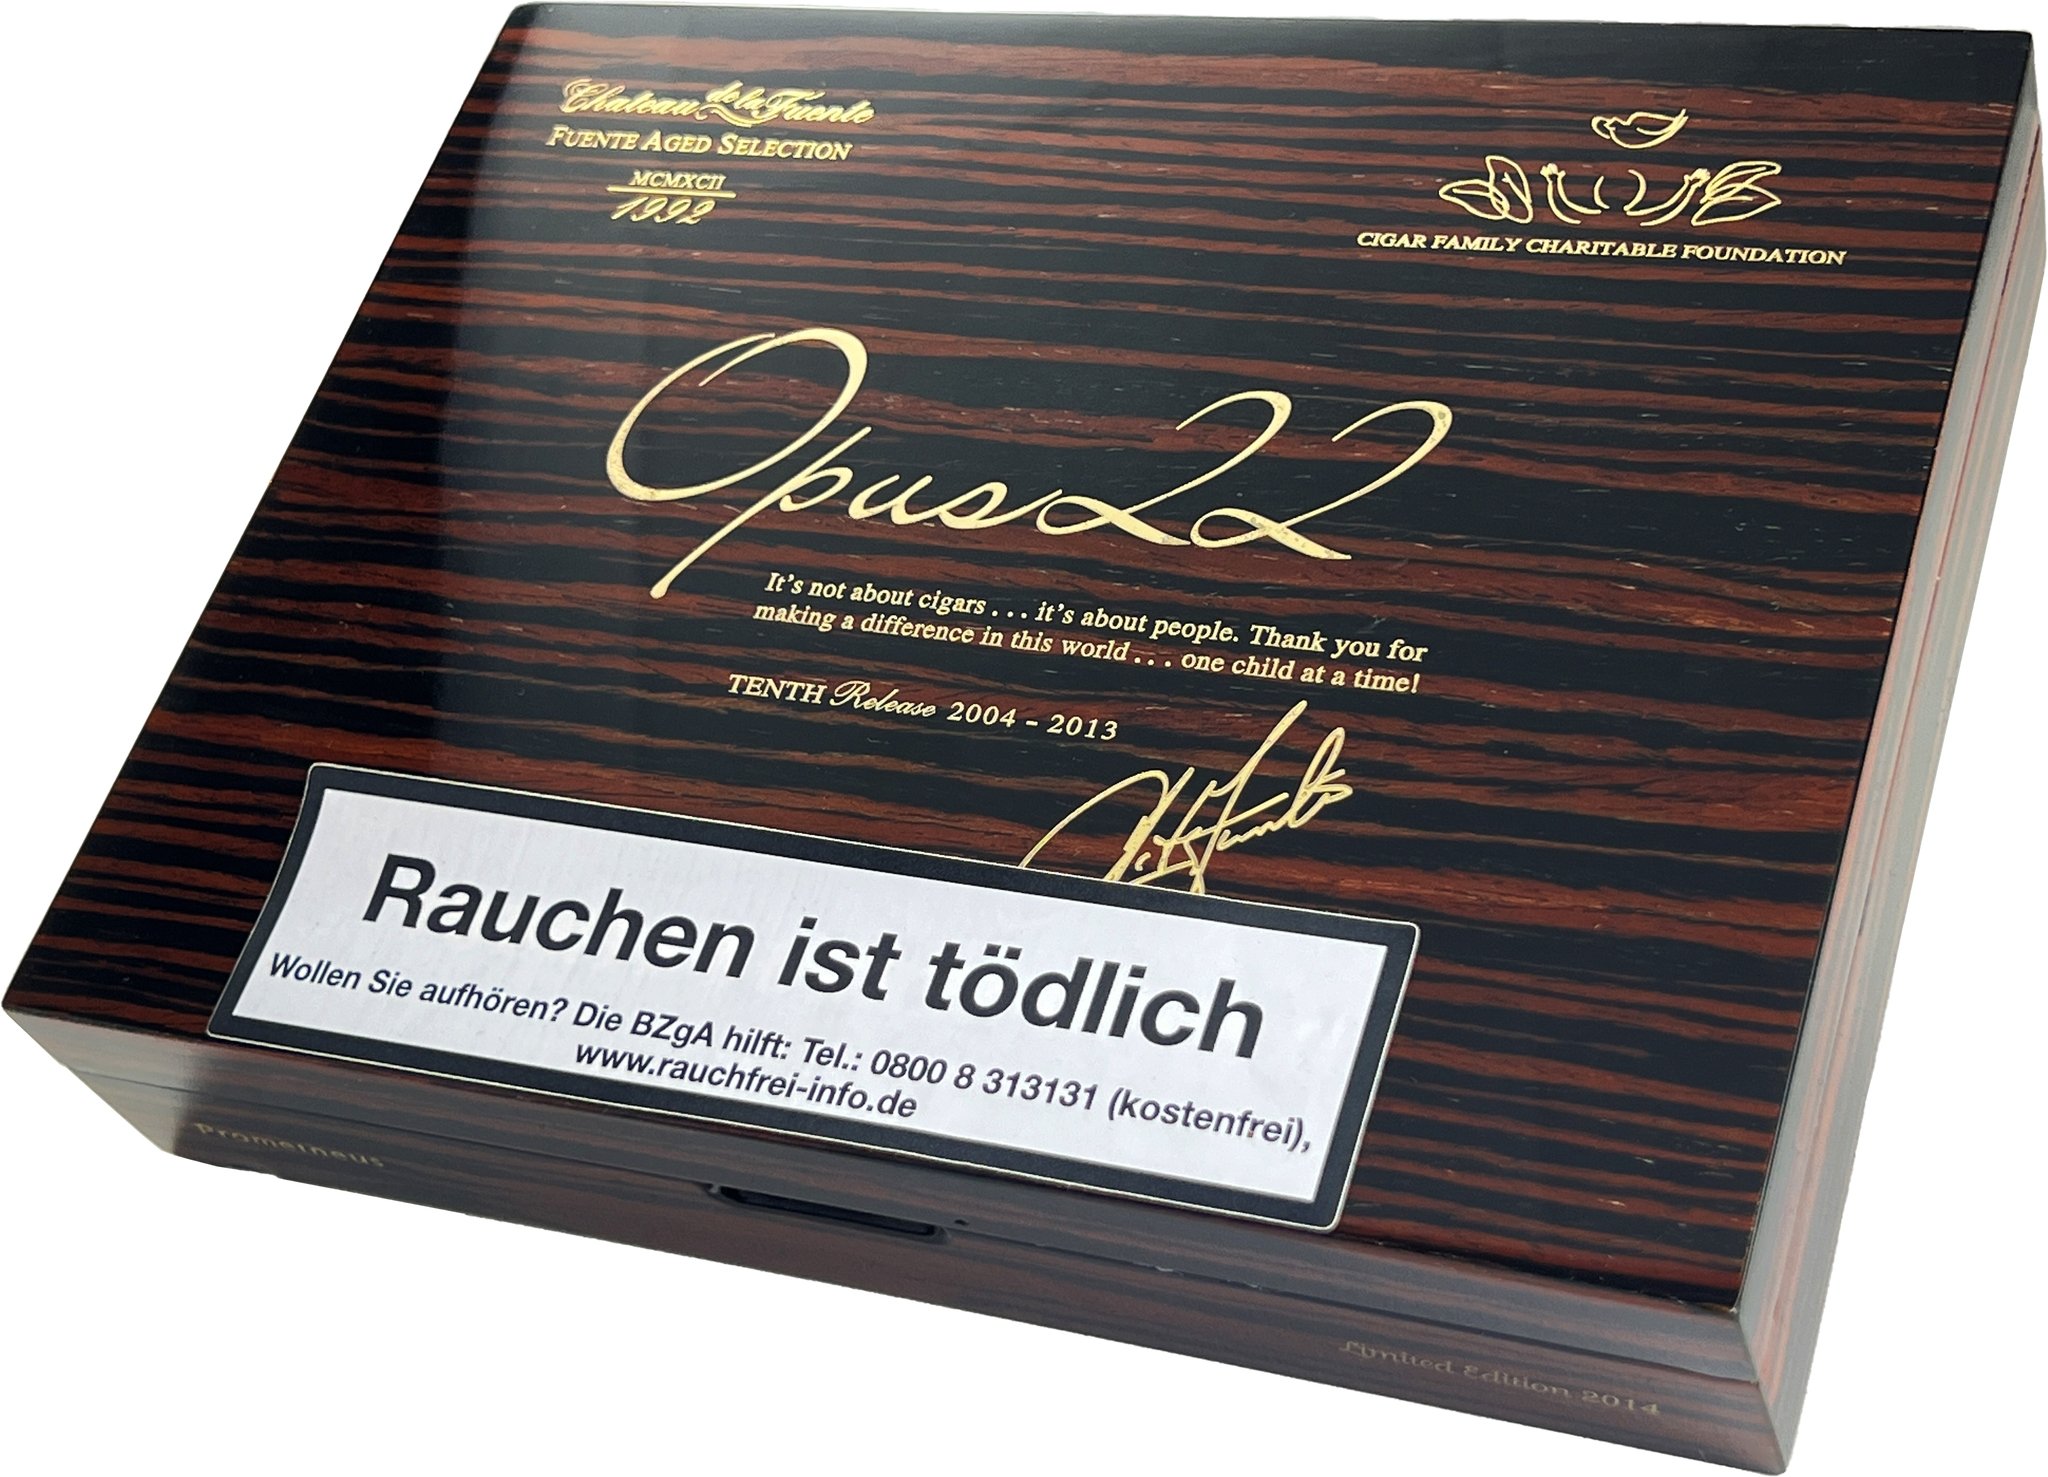 Chateau de la Fuente
FUENTE AGED SELECTION
MCMXCII
1992
CIGAR FAMILY CHARITABLE FOUNDATION
Opus22
It's not about cigars . . . it's about people. Thank you for
making a difference in this world . . . one child at a time!
TENTH Release 2004 - 2013
Rauchen ist tödlich
Wollen Sie aufhören? Die BZgA hilft: Tel.: 0800 8 313131 (kostenfrei),
www.rauchfrei-info.de
Prometheus
Limited Edition 2014